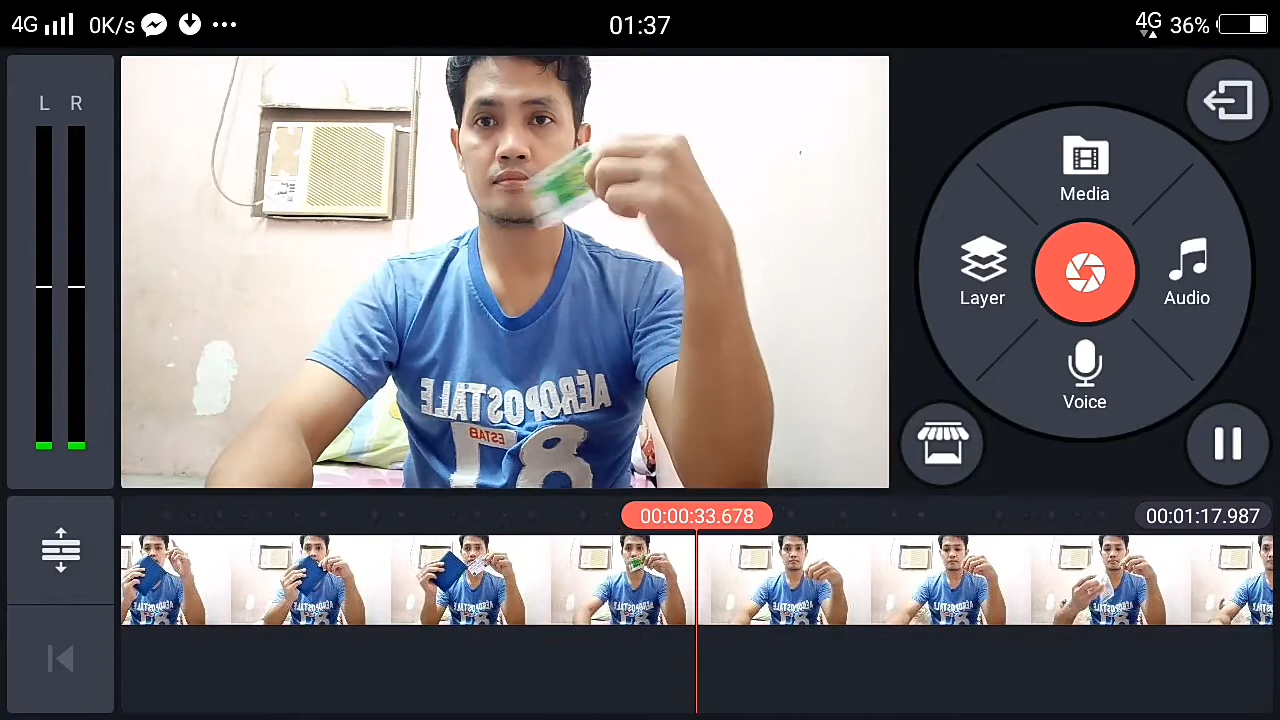 4G 0K/s 01:37 4G 36%
L R
Media
Layer
Audio
Voice
AÉROPOSTALE
ESTAB
87
00:00:33.678
00:01:17.987